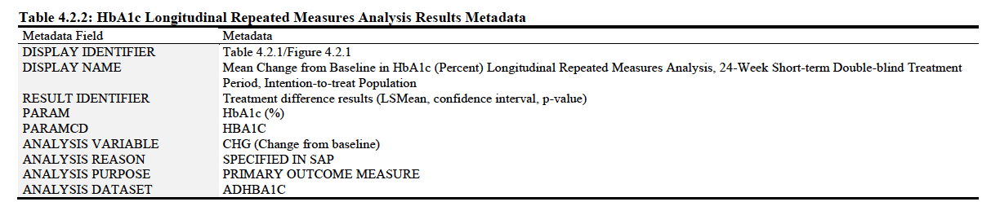 Table 4.2.2: HbA1c Longitudinal Repeated Measures Analysis Results Metadata
Metadata Field Metadata
DISPLAY IDENTIFIER Table 4.2.1/Figure 4.2.1
DISPLAY NAME Mean Change from Baseline in HbA1c (Percent) Longitudinal Repeated Measures Analysis, 24-Week Short-term Double-blind Treatment
Period, Intention-to-treat Population
RESULT IDENTIFIER Treatment difference results (LSMean, confidence interval, p-value)
PARAM HbA1c (%)
PARAMCD HBA1C
ANALYSIS VARIABLE CHG (Change from baseline)
ANALYSIS REASON SPECIFIED IN SAP
ANALYSIS PURPOSE PRIMARY OUTCOME MEASURE
ANALYSIS DATASET ADHBA1C